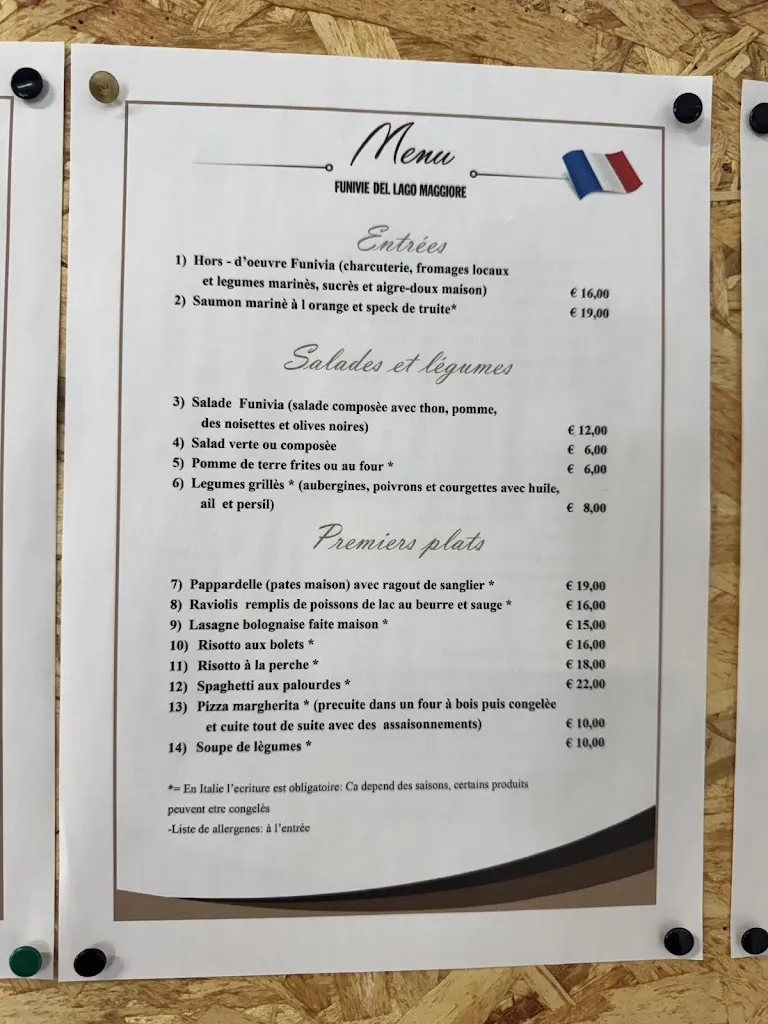 Menu
FUNIVIE DEL LAGO MAGGIORE
Entrées
1) Hors - d'oeuvre Funivia (charcuterie, fromages locaux
et legumes marinès, sucrès et aigre-doux maison) € 16,00
2) Saumon marinè à l orange et speck de truite* € 19,00
Salades et légumes
3) Salade Funivia (salade composèe avec thon, pomme,
des noisettes et olives noires) € 12,00
4) Salad verte ou composèe € 6,00
5) Pomme de terre frites ou au four * € 6,00
6) Legumes grillès * (aubergines, poivrons et courgettes avec huile,
ail et persil) € 8,00
Premiers plats
7) Pappardelle (pates maison) avec ragout de sanglier * € 19,00
8) Raviolis remplis de poissons de lac au beurre et sauge * € 16,00
9) Lasagne bolognaise faite maison * € 15,00
10) Risotto aux bolets * € 16,00
11) Risotto à la perche * € 18,00
12) Spaghetti aux palourdes * € 22,00
13) Pizza margherita * (precuite dans un four à bois puis congelèe
et cuite tout de suite avec des assaisonnements) € 10,00
14) Soupe de lègumes * € 10,00
*= En Italie l'ecriture est obligatoire: Ca depend des saisons, certains produits
peuvent etre congelès
-Liste de allergenes: à l'entrèe